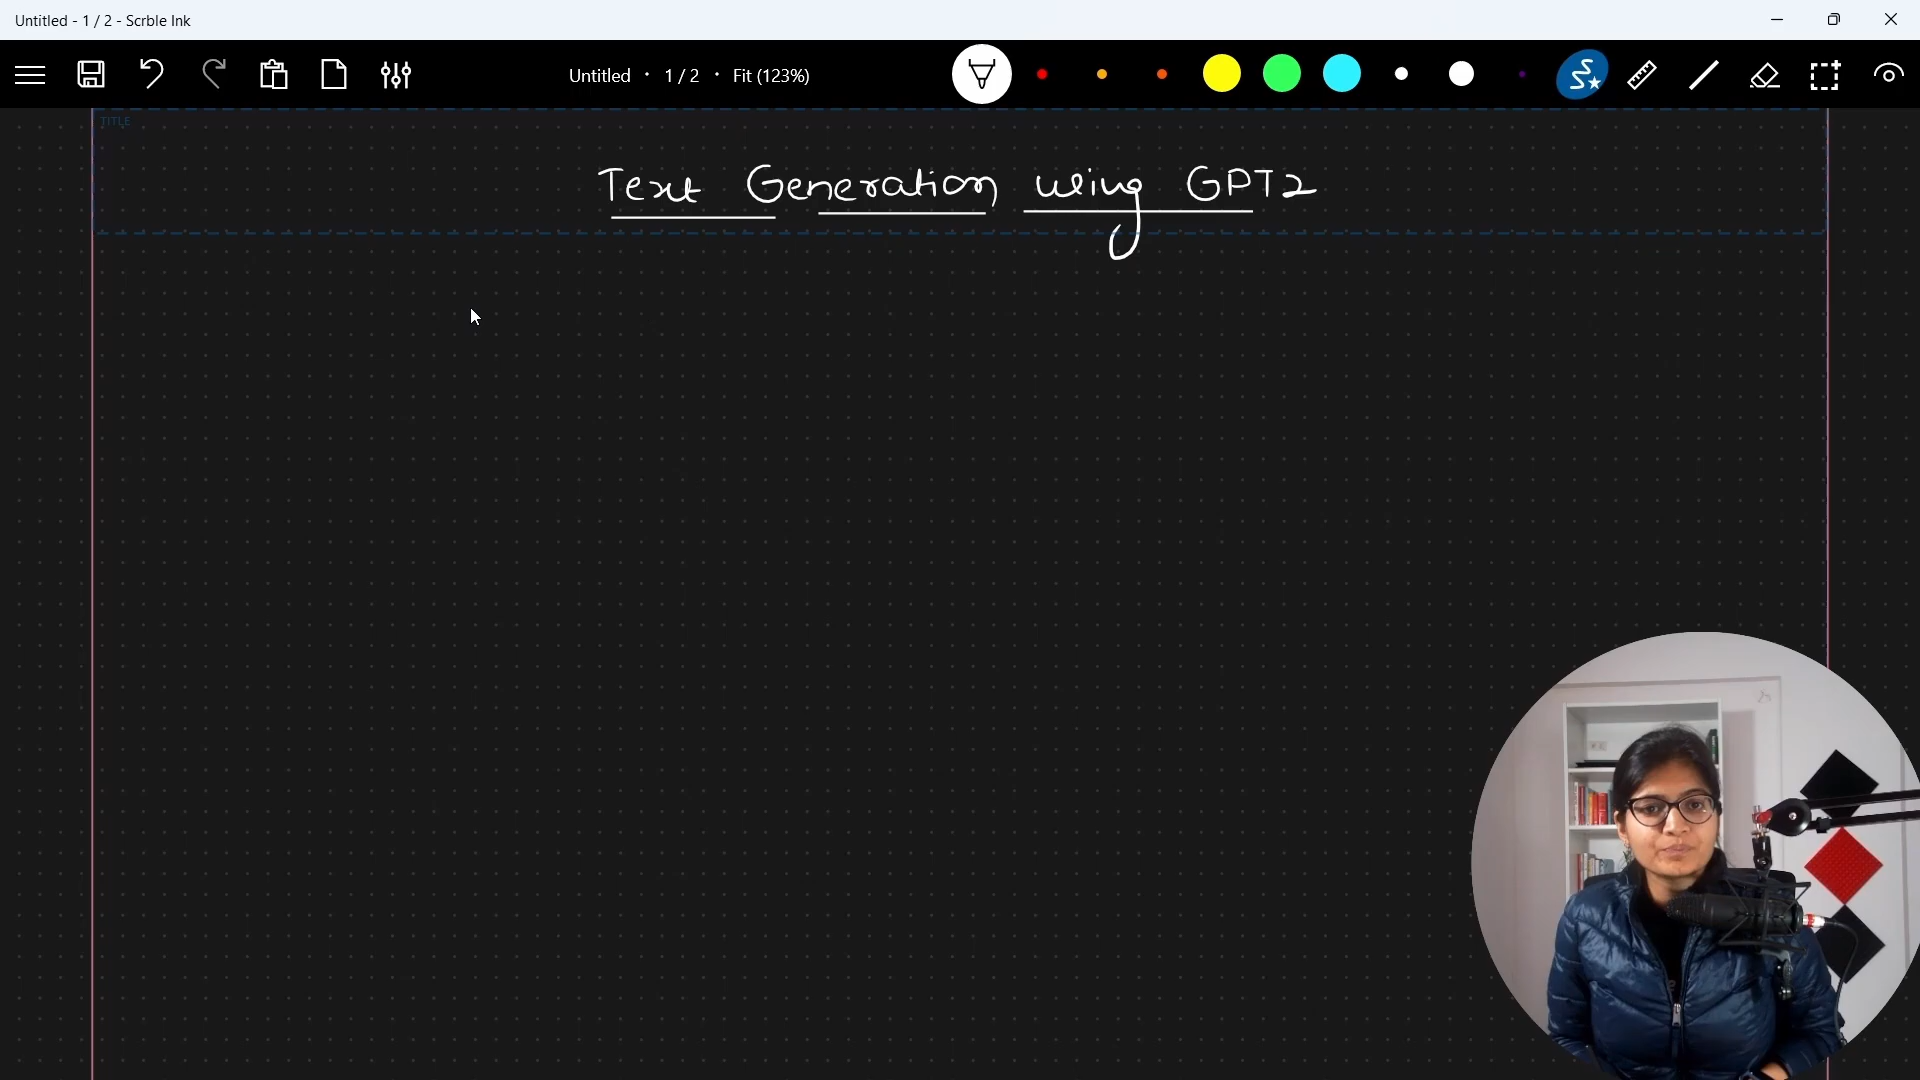 Untitled - 1 / 2 - Scrble Ink
Untitled • 1 / 2 • Fit (123%)
TITLE
Text Generation using GPT2